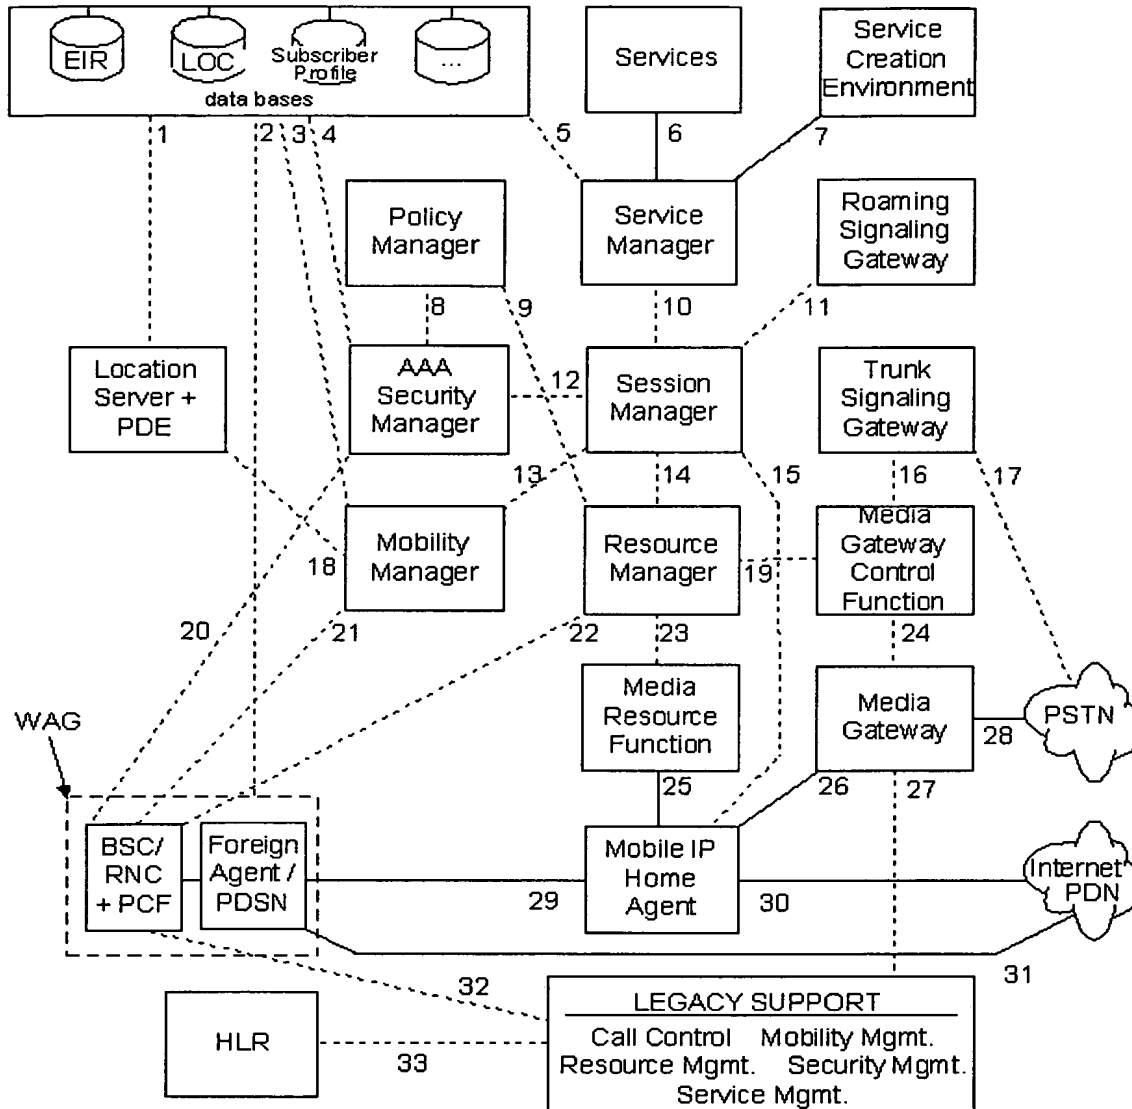 EIR
LOC
Subscriber
Profile
...
data bases
Services
Service
Creation
Environment
1
2
3
4
5
6
7
Policy
Manager
Service
Manager
Roaming
Signaling
Gateway
8
9
10
11
Location
Server +
PDE
AAA
Security
Manager
12
Session
Manager
Trunk
Signaling
Gateway
13
14
15
16
17
18
Mobility
Manager
Resource
Manager
19
Media
Gateway
Control
Function
20
21
22
23
24
WAG
Media
Resource
Function
Media
Gateway
28
PSTN
25
26
27
BSC/
RNC
+ PCF
Foreign
Agent /
PDSN
29
Mobile IP
Home
Agent
30
Internet
PDN
31
32
HLR
33
LEGACY SUPPORT
Call Control Mobility Mgmt.
Resource Mgmt. Security Mgmt.
Service Mgmt.